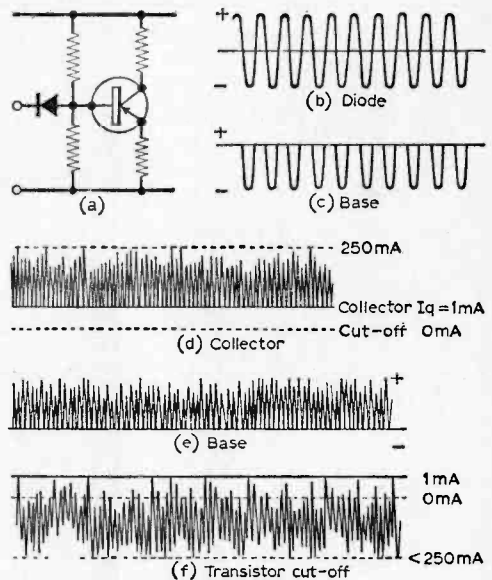 +
−
(b) Diode
+
−
(c) Base
(a)
250mA
Collector Iq=1mA
Cut-off 0mA
(d) Collector
+
(e) Base
−
1mA
0mA
<250mA
(f) Transistor cut-off